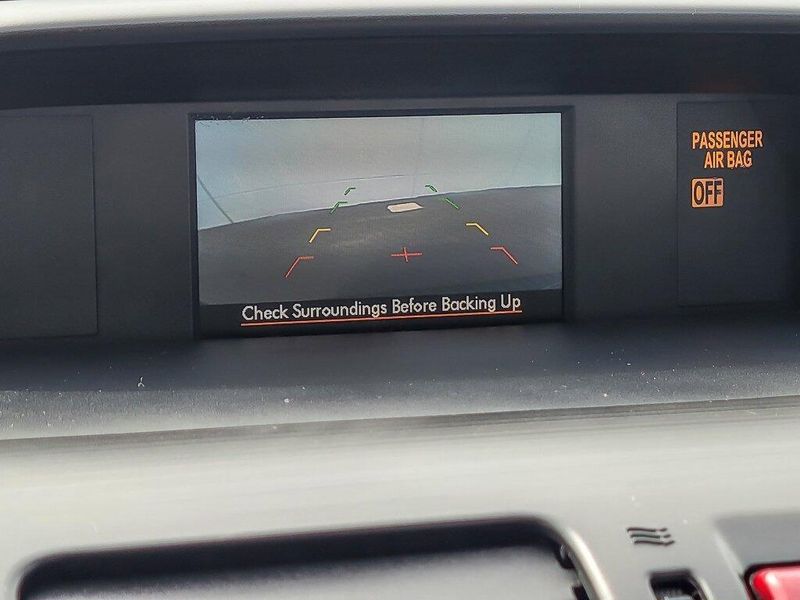 PASSENGER
AIR BAG
OFF
Check Surroundings Before Backing Up